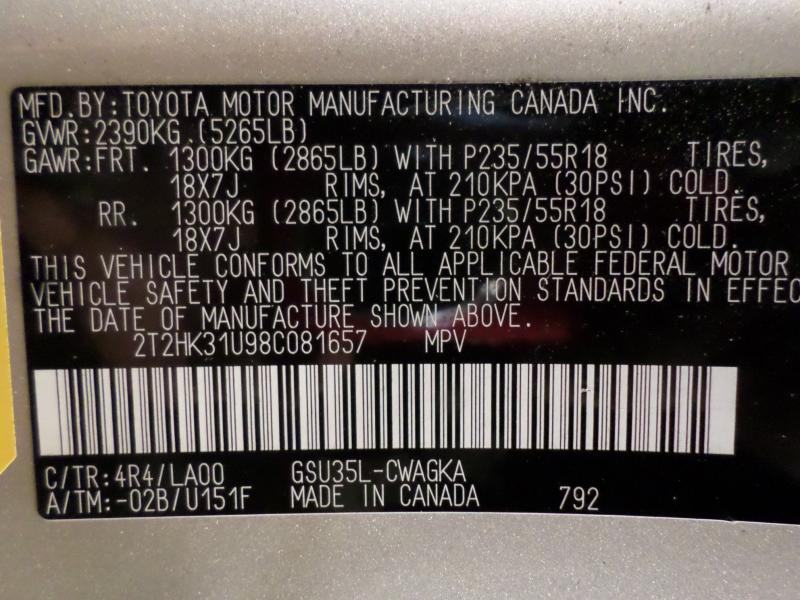 MFD.BY:TOYOTA MOTOR MANUFACTURING CANADA INC.
GVWR:2390KG (5265LB)
GAWR:FRT. 1300KG (2865LB) WITH P235/55R18 TIRES,
18X7J RIMS, AT 210KPA (30PSI) COLD.
RR. 1300KG (2865LB) WITH P235/55R18 TIRES,
18X7J RIMS, AT 210KPA (30PSI) COLD.
THIS VEHICLE CONFORMS TO ALL APPLICABLE FEDERAL MOTOR
VEHICLE SAFETY AND THEFT PREVENTION STANDARDS IN EFFEC
THE DATE OF MANUFACTURE SHOWN ABOVE.
2T2HK31U98C081657 MPV
C/TR:4R4/LA00 GSU35L-CWAGKA
A/TM:-02B/U151F MADE IN CANADA 792